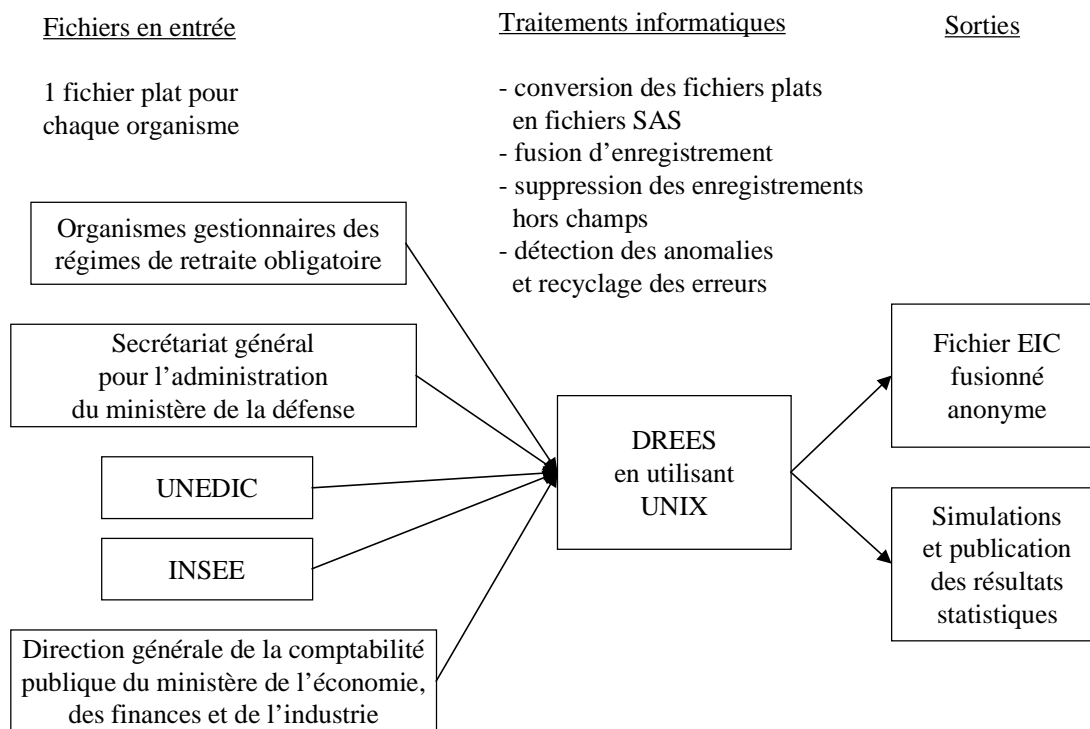 Fichiers en entrée
1 fichier plat pour
chaque organisme
Organismes gestionnaires des
régimes de retraite obligatoire
Secrétariat général
pour l'administration
du ministère de la défense
UNEDIC
INSEE
Direction générale de la comptabilité
publique du ministère de l'économie,
des finances et de l'industrie
Traitements informatiques
- conversion des fichiers plats
en fichiers SAS
- fusion d'enregistrement
- suppression des enregistrements
hors champs
- détection des anomalies
et recyclage des erreurs
DREES
en utilisant
UNIX
Sorties
Fichier EIC
fusionné
anonyme
Simulations
et publication
des résultats
statistiques